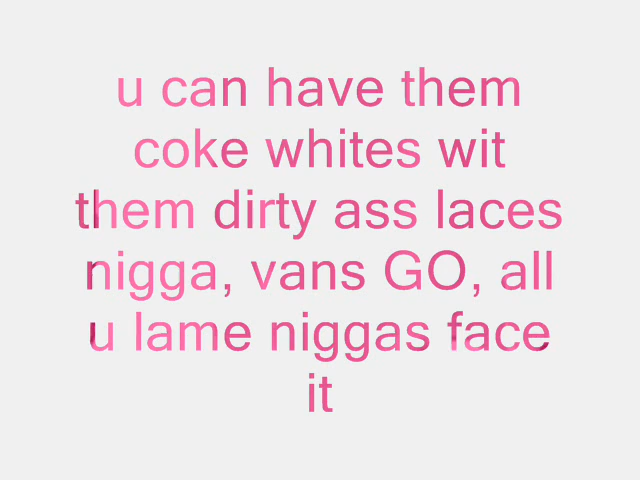 u can have them
coke whites wit
them dirty ass laces
nigga, vans GO, all
u lame niggas face
it